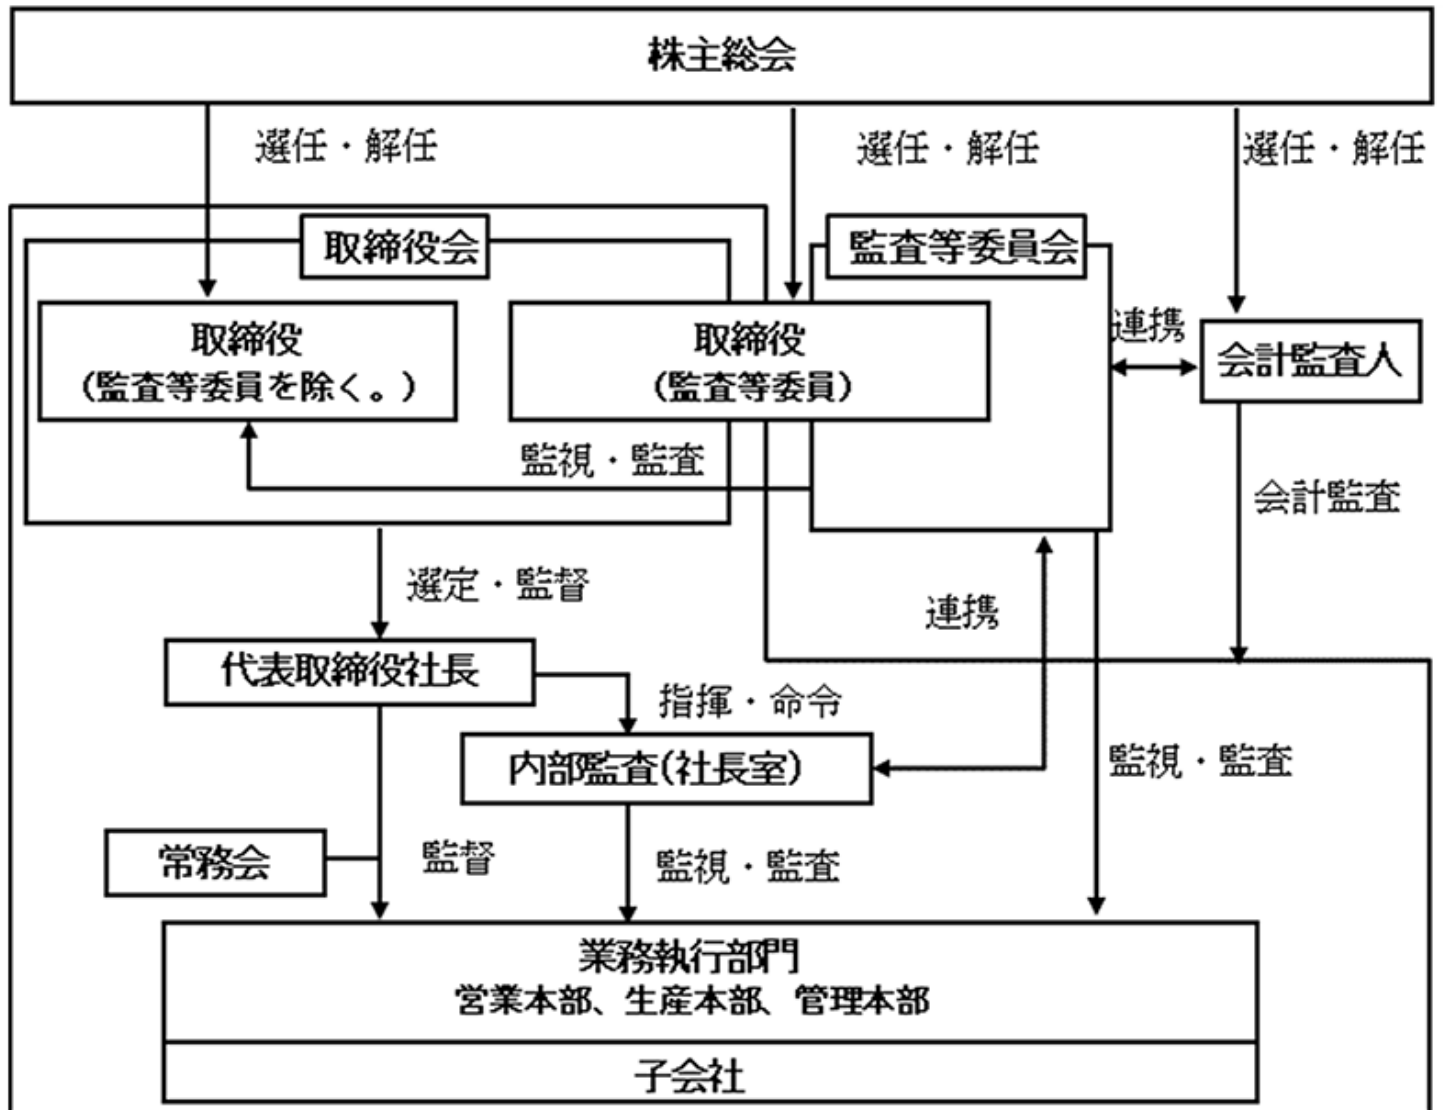 株主総会
選任・解任
選任・解任
選任・解任
取締役会
監査等委員会
取締役
(監査等委員を除く。)
取締役
(監査等委員)
連携
会計監査人
監視・監査
会計監査
選定・監督
連携
代表取締役社長
指揮・命令
内部監査(社長室)
監視・監査
常務会
監督
監視・監査
業務執行部門
営業本部、生産本部、管理本部
子会社